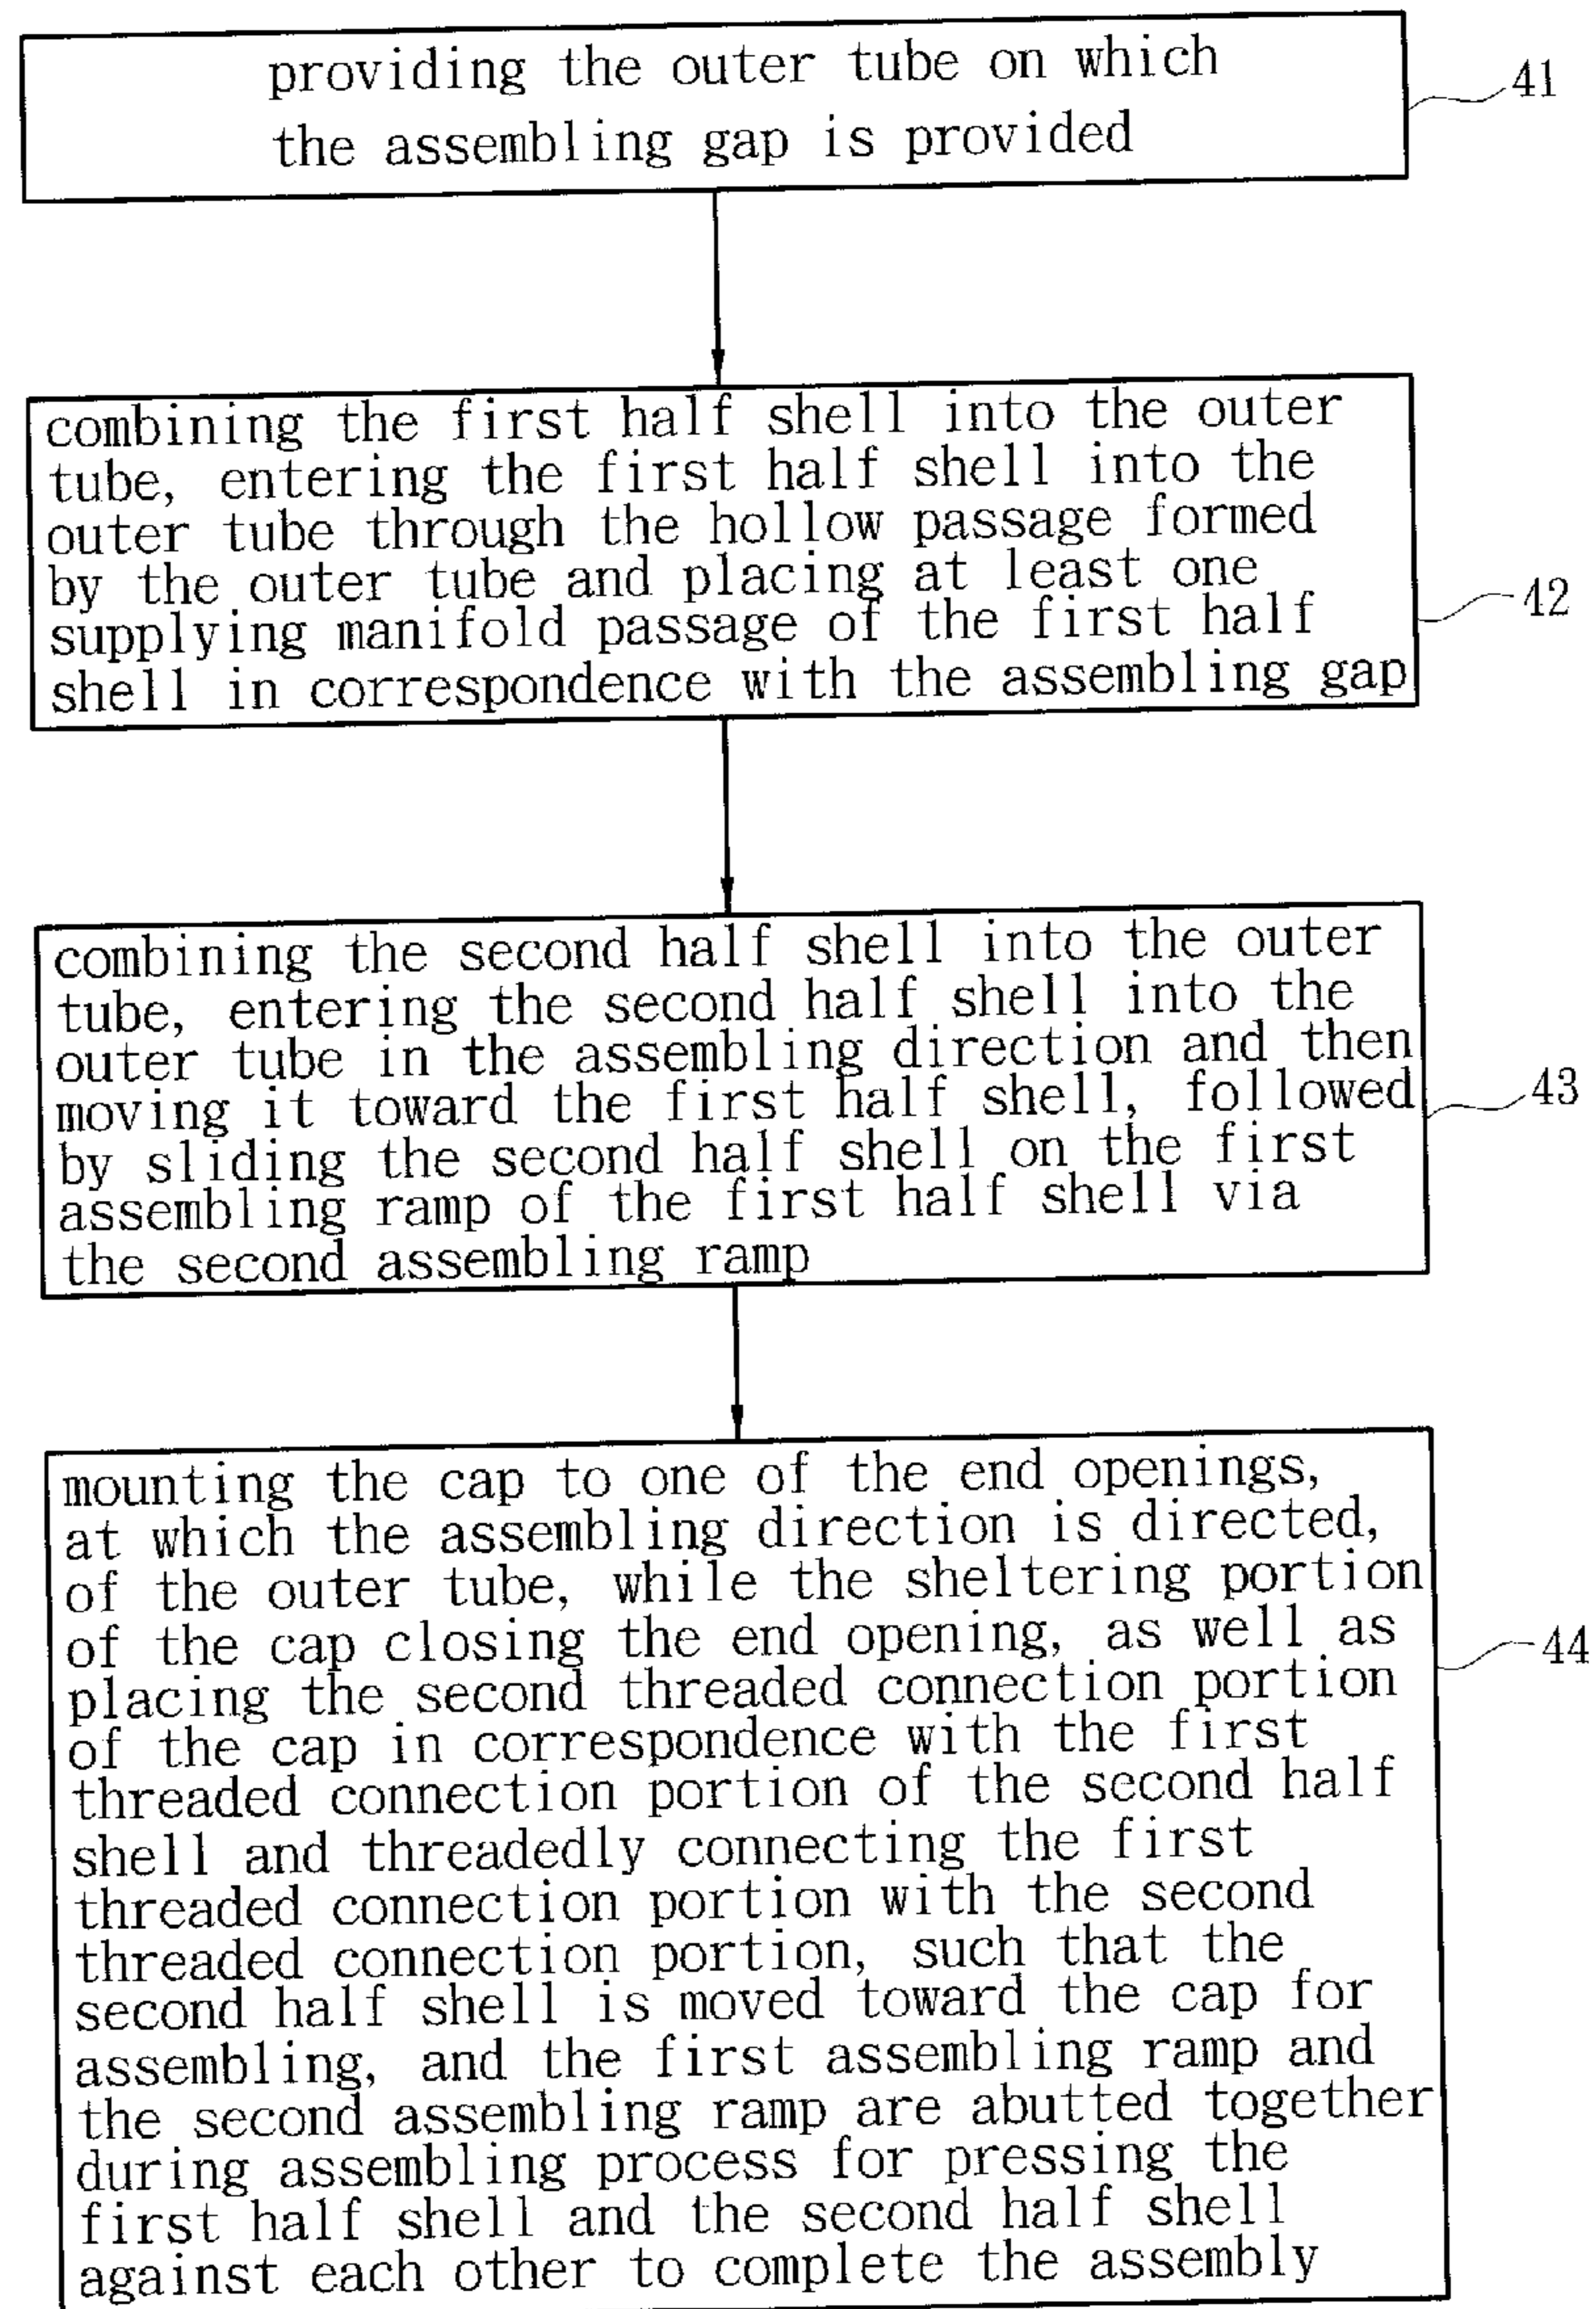 providing the outer tube on which
the assembling gap is provided
41
combining the first half shell into the outer
tube, entering the first half shell into the
outer tube through the hollow passage formed
by the outer tube and placing at least one
supplying manifold passage of the first half
shell in correspondence with the assembling gap
42
combining the second half shell into the outer
tube, entering the second half shell into the
outer tube in the assembling direction and then
moving it toward the first half shell, followed
by sliding the second half shell on the first
assembling ramp of the first half shell via
the second assembling ramp
43
mounting the cap to one of the end openings,
at which the assembling direction is directed,
of the outer tube, while the sheltering portion
of the cap closing the end opening, as well as
placing the second threaded connection portion
of the cap in correspondence with the first
threaded connection portion of the second half
shell and threadedly connecting the first
threaded connection portion with the second
threaded connection portion, such that the
second half shell is moved toward the cap for
assembling, and the first assembling ramp and
the second assembling ramp are abutted together
during assembling process for pressing the
first half shell and the second half shell
against each other to complete the assembly
44